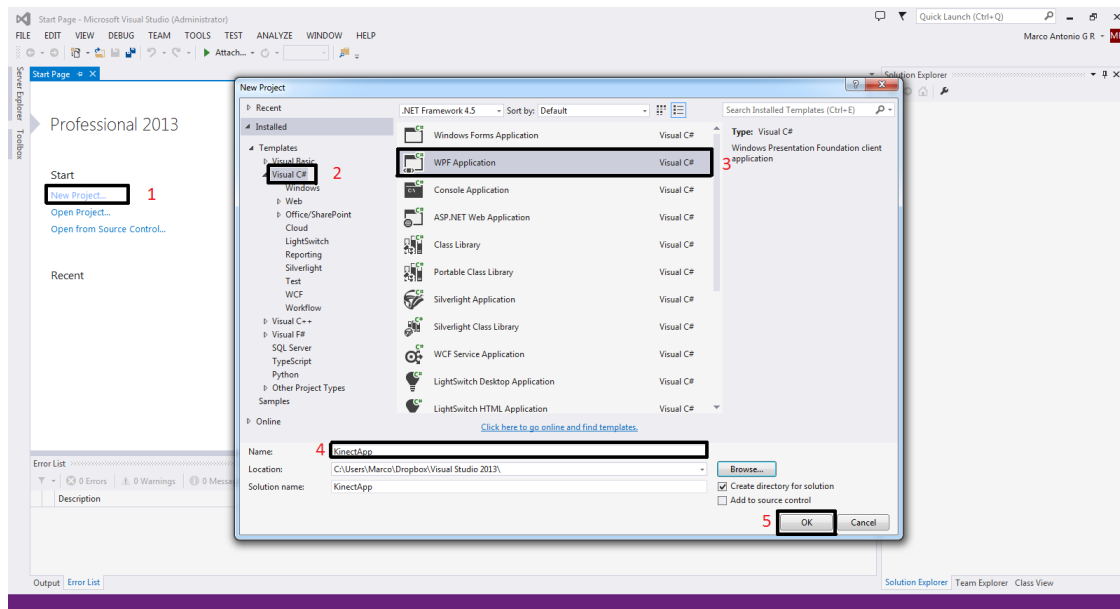 Start Page - Microsoft Visual Studio (Administrator)
Quick Launch (Ctrl+Q)
FILE EDIT VIEW DEBUG TEAM TOOLS TEST ANALYZE WINDOW HELP
Marco Antonio G R
Attach...
Server Explorer
Toolbox
Start Page
Solution Explorer
Professional 2013
Start
New Project...
1
Open Project...
Open from Source Control...
Recent
New Project
Recent
Installed
Templates
Visual Basic
Visual C#
2
Windows
Web
Office/SharePoint
Cloud
LightSwitch
Reporting
Silverlight
Test
WCF
Workflow
Visual C++
Visual F#
SQL Server
TypeScript
Python
Other Project Types
Samples
Online
.NET Framework 4.5 Sort by: Default
Search Installed Templates (Ctrl+E)
Windows Forms Application Visual C#
WPF Application Visual C#
3
Console Application Visual C#
ASP.NET Web Application Visual C#
Class Library Visual C#
Portable Class Library Visual C#
Silverlight Application Visual C#
Silverlight Class Library Visual C#
WCF Service Application Visual C#
LightSwitch Desktop Application Visual C#
LightSwitch HTML Application Visual C#
Click here to go online and find templates.
Type: Visual C#
Windows Presentation Foundation client
application
Name: 4 KinectApp
Location: C:\Users\Marco\Dropbox\Visual Studio 2013\ Browse...
Solution name: KinectApp
Create directory for solution
Add to source control
5 OK Cancel
Error List
0 Errors 0 Warnings
Description
Output Error List
Solution Explorer Team Explorer Class View